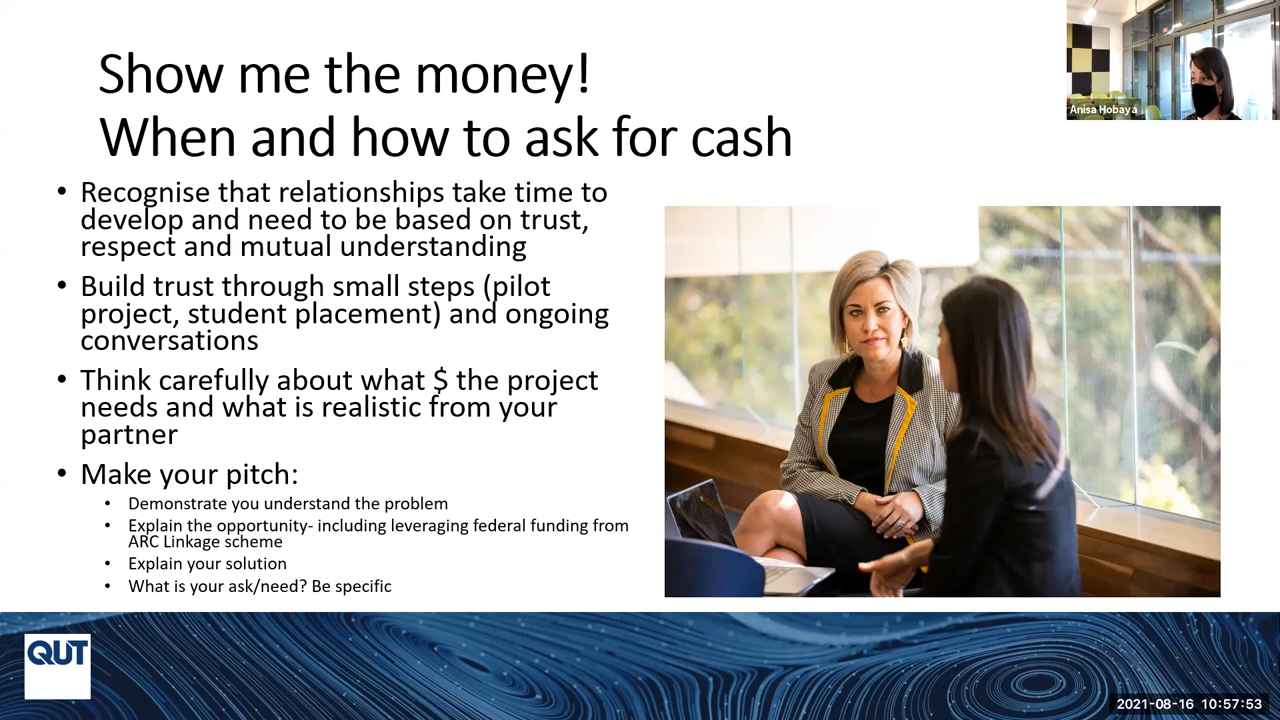 Show me the money!
When and how to ask for cash
Anisa Hobaya
• Recognise that relationships take time to
develop and need to be based on trust,
respect and mutual understanding
• Build trust through small steps (pilot
project, student placement) and ongoing
conversations
• Think carefully about what $ the project
needs and what is realistic from your
partner
• Make your pitch:
• Demonstrate you understand the problem
• Explain the opportunity- including leveraging federal funding from
ARC Linkage scheme
• Explain your solution
• What is your ask/need? Be specific
QUT
2021-08-16 10:57:53